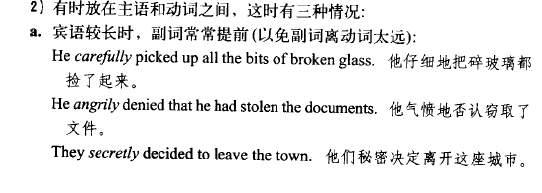 2）有时放在主语和动词之间，这时有三种情况：
a. 宾语较长时，副词常常提前(以免副词离动词太远)：
He carefully picked up all the bits of broken glass. 他仔细地把碎玻璃都
捡了起来。
He angrily denied that he had stolen the documents. 他气愤地否认窃取了
文件。
They secretly decided to leave the town. 他们秘密决定离开这座城市。